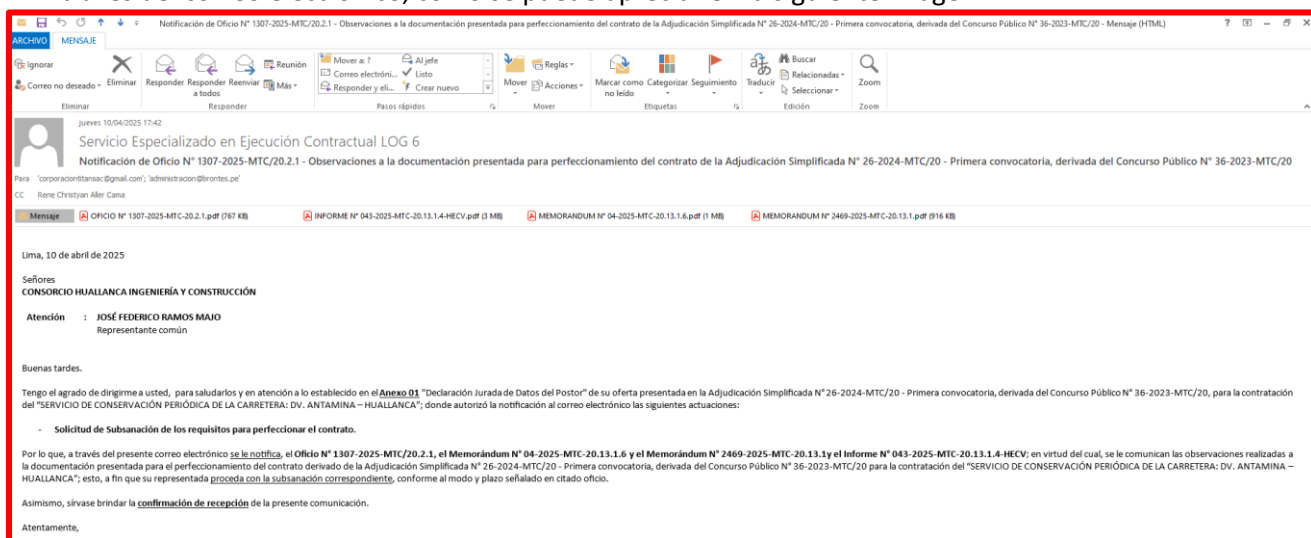 Notificación de Oficio N° 1307-2025-MTC/20.2.1 - Observaciones a la documentación presentada para perfeccionamiento del contrato de la Adjudicación Simplificada N° 26-2024-MTC/20 - Primera convocatoria, derivada del Concurso Público N° 36-2023-MTC/20 - Mensaje (HTML)
ARCHIVO MENSAJE
Ignorar
Correo no deseado
Eliminar
Responder
Responder a todos
Reenviar
Reunión
Más
Mover a: ?
Correo electróni...
Responder y eli...
Al jefe
Listo
Crear nuevo
Mover
Reglas
Acciones
Marcar como no leído
Categorizar
Seguimiento
Traducir
Buscar
Relacionadas
Seleccionar
Zoom
Eliminar Responder Pasos rápidos Mover Etiquetas Edición Zoom
jueves 10/04/2025 17:42
Servicio Especializado en Ejecución Contractual LOG 6
Notificación de Oficio N° 1307-2025-MTC/20.2.1 - Observaciones a la documentación presentada para perfeccionamiento del contrato de la Adjudicación Simplificada N° 26-2024-MTC/20 - Primera convocatoria, derivada del Concurso Público N° 36-2023-MTC/20
Para 'corporaciontitansac@gmail.com'; 'administracion@brontes.pe'
CC Rene Christyan Aller Cama
Mensaje OFICIO N° 1307-2025-MTC-20.2.1.pdf (767 KB) INFORME N° 043-2025-MTC-20.13.1.4-HECV.pdf (3 MB) MEMORANDUM N° 04-2025-MTC-20.13.1.6.pdf (1 MB) MEMORANDUM N° 2469-2025-MTC-20.13.1.pdf (916 KB)
Lima, 10 de abril de 2025
Señores
CONSORCIO HUALLANCA INGENIERÍA Y CONSTRUCCIÓN
Atención : JOSÉ FEDERICO RAMOS MAJO
Representante común
Buenas tardes.
Tengo el agrado de dirigirme a usted, para saludarlos y en atención a lo establecido en el Anexo 01 "Declaración Jurada de Datos del Postor" de su oferta presentada en la Adjudicación Simplificada N° 26-2024-MTC/20 - Primera convocatoria, derivada del Concurso Público N° 36-2023-MTC/20, para la contratación
del "SERVICIO DE CONSERVACIÓN PERIÓDICA DE LA CARRETERA: DV. ANTAMINA – HUALLANCA"; donde autorizó la notificación al correo electrónico las siguientes actuaciones:
- Solicitud de Subsanación de los requisitos para perfeccionar el contrato.
Por lo que, a través del presente correo electrónico se le notifica, el Oficio N° 1307-2025-MTC/20.2.1, el Memorándum N° 04-2025-MTC-20.13.1.6 y el Memorándum N° 2469-2025-MTC-20.13.1y el Informe N° 043-2025-MTC-20.13.1.4-HECV; en virtud del cual, se le comunican las observaciones realizadas a
la documentación presentada para el perfeccionamiento del contrato derivado de la Adjudicación Simplificada N° 26-2024-MTC/20 - Primera convocatoria, derivada del Concurso Público N° 36-2023-MTC/20 para la contratación del "SERVICIO DE CONSERVACIÓN PERIÓDICA DE LA CARRETERA: DV. ANTAMINA –
HUALLANCA"; esto, a fin que su representada proceda con la subsanación correspondiente, conforme al modo y plazo señalado en citado oficio.
Asimismo, sírvase brindar la confirmación de recepción de la presente comunicación.
Atentamente,